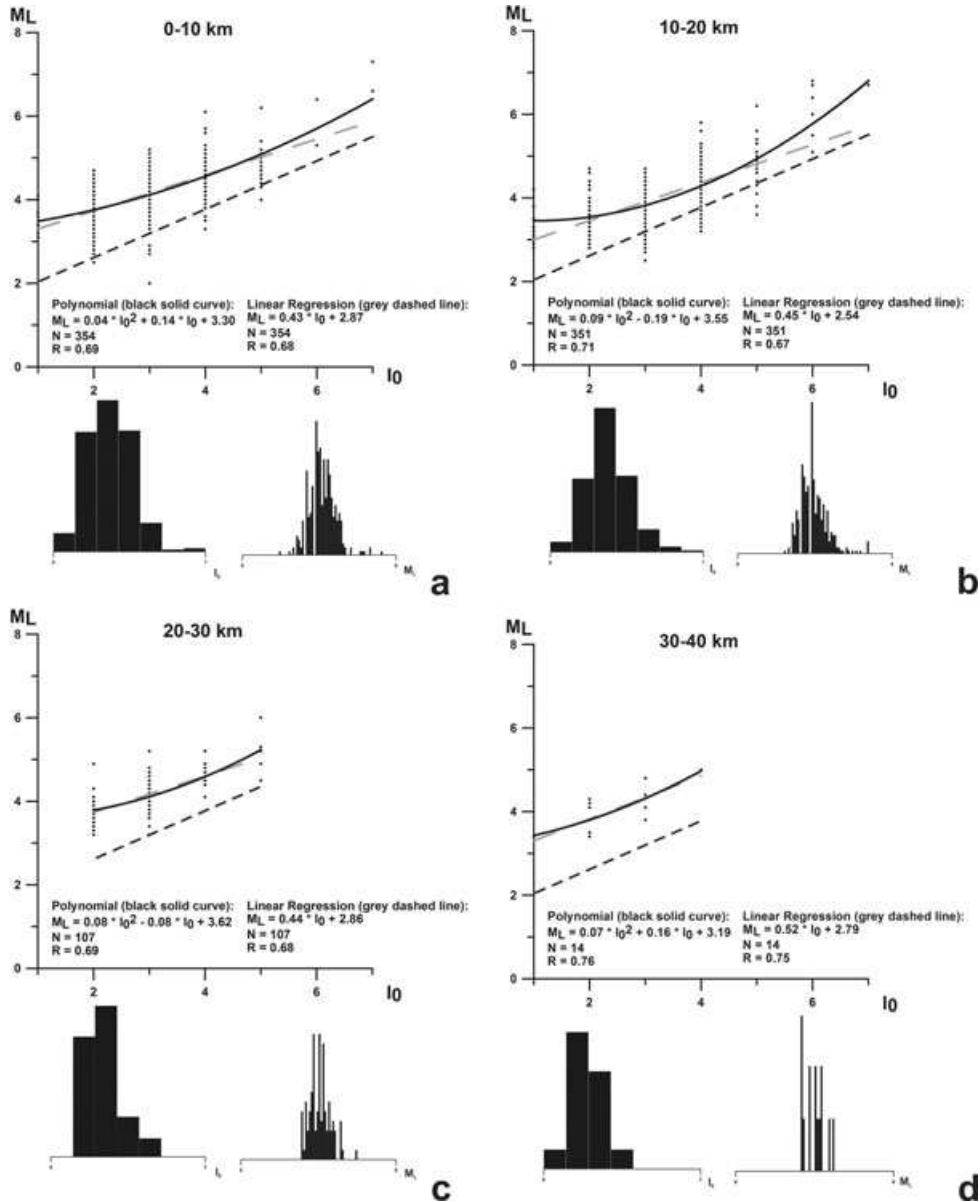 ML
0-10 km
8
6
4
2
0
Polynomial (black solid curve):
ML = 0.04 * I0² + 0.14 * I0 + 3.30
N = 354
R = 0.69
Linear Regression (grey dashed line):
ML = 0.43 * I0 + 2.87
N = 354
R = 0.68
2
4
6
I0
I0
ML
a
ML
10-20 km
8
6
4
2
0
Polynomial (black solid curve):
ML = 0.09 * I0² - 0.19 * I0 + 3.55
N = 351
R = 0.71
Linear Regression (grey dashed line):
ML = 0.45 * I0 + 2.54
N = 351
R = 0.67
2
4
6
I0
I0
ML
b
ML
20-30 km
8
6
4
2
0
Polynomial (black solid curve):
ML = 0.08 * I0² - 0.08 * I0 + 3.62
N = 107
R = 0.69
Linear Regression (grey dashed line):
ML = 0.44 * I0 + 2.86
N = 107
R = 0.68
2
4
6
I0
I0
ML
c
ML
30-40 km
8
6
4
2
0
Polynomial (black solid curve):
ML = 0.07 * I0² + 0.16 * I0 + 3.19
N = 14
R = 0.76
Linear Regression (grey dashed line):
ML = 0.52 * I0 + 2.79
N = 14
R = 0.75
2
4
6
I0
I0
ML
d